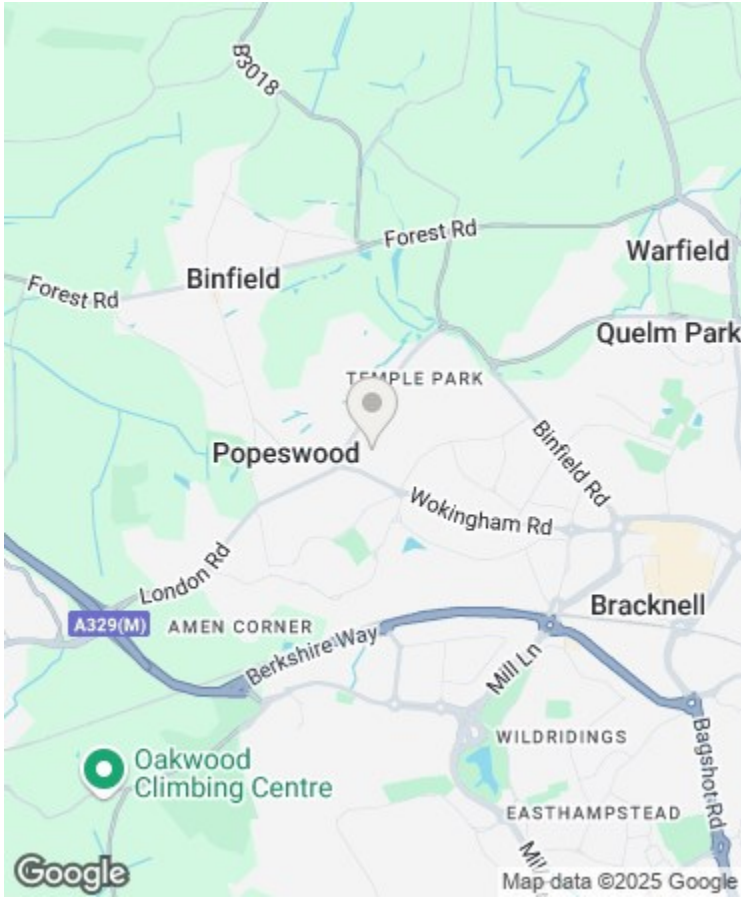 B3018
Forest Rd
Warfield
Binfield
Forest Rd
Quelm Park
TEMPLE PARK
Binfield Rd
Popeswood
Wokingham Rd
London Rd
Bracknell
A329(M)
AMEN CORNER
Berkshire Way
Mill Ln
WILDRIDINGS
Bagshot Rd
Oakwood
Climbing Centre
EASTHAMPSTEAD
Google
Map data ©2025 Google